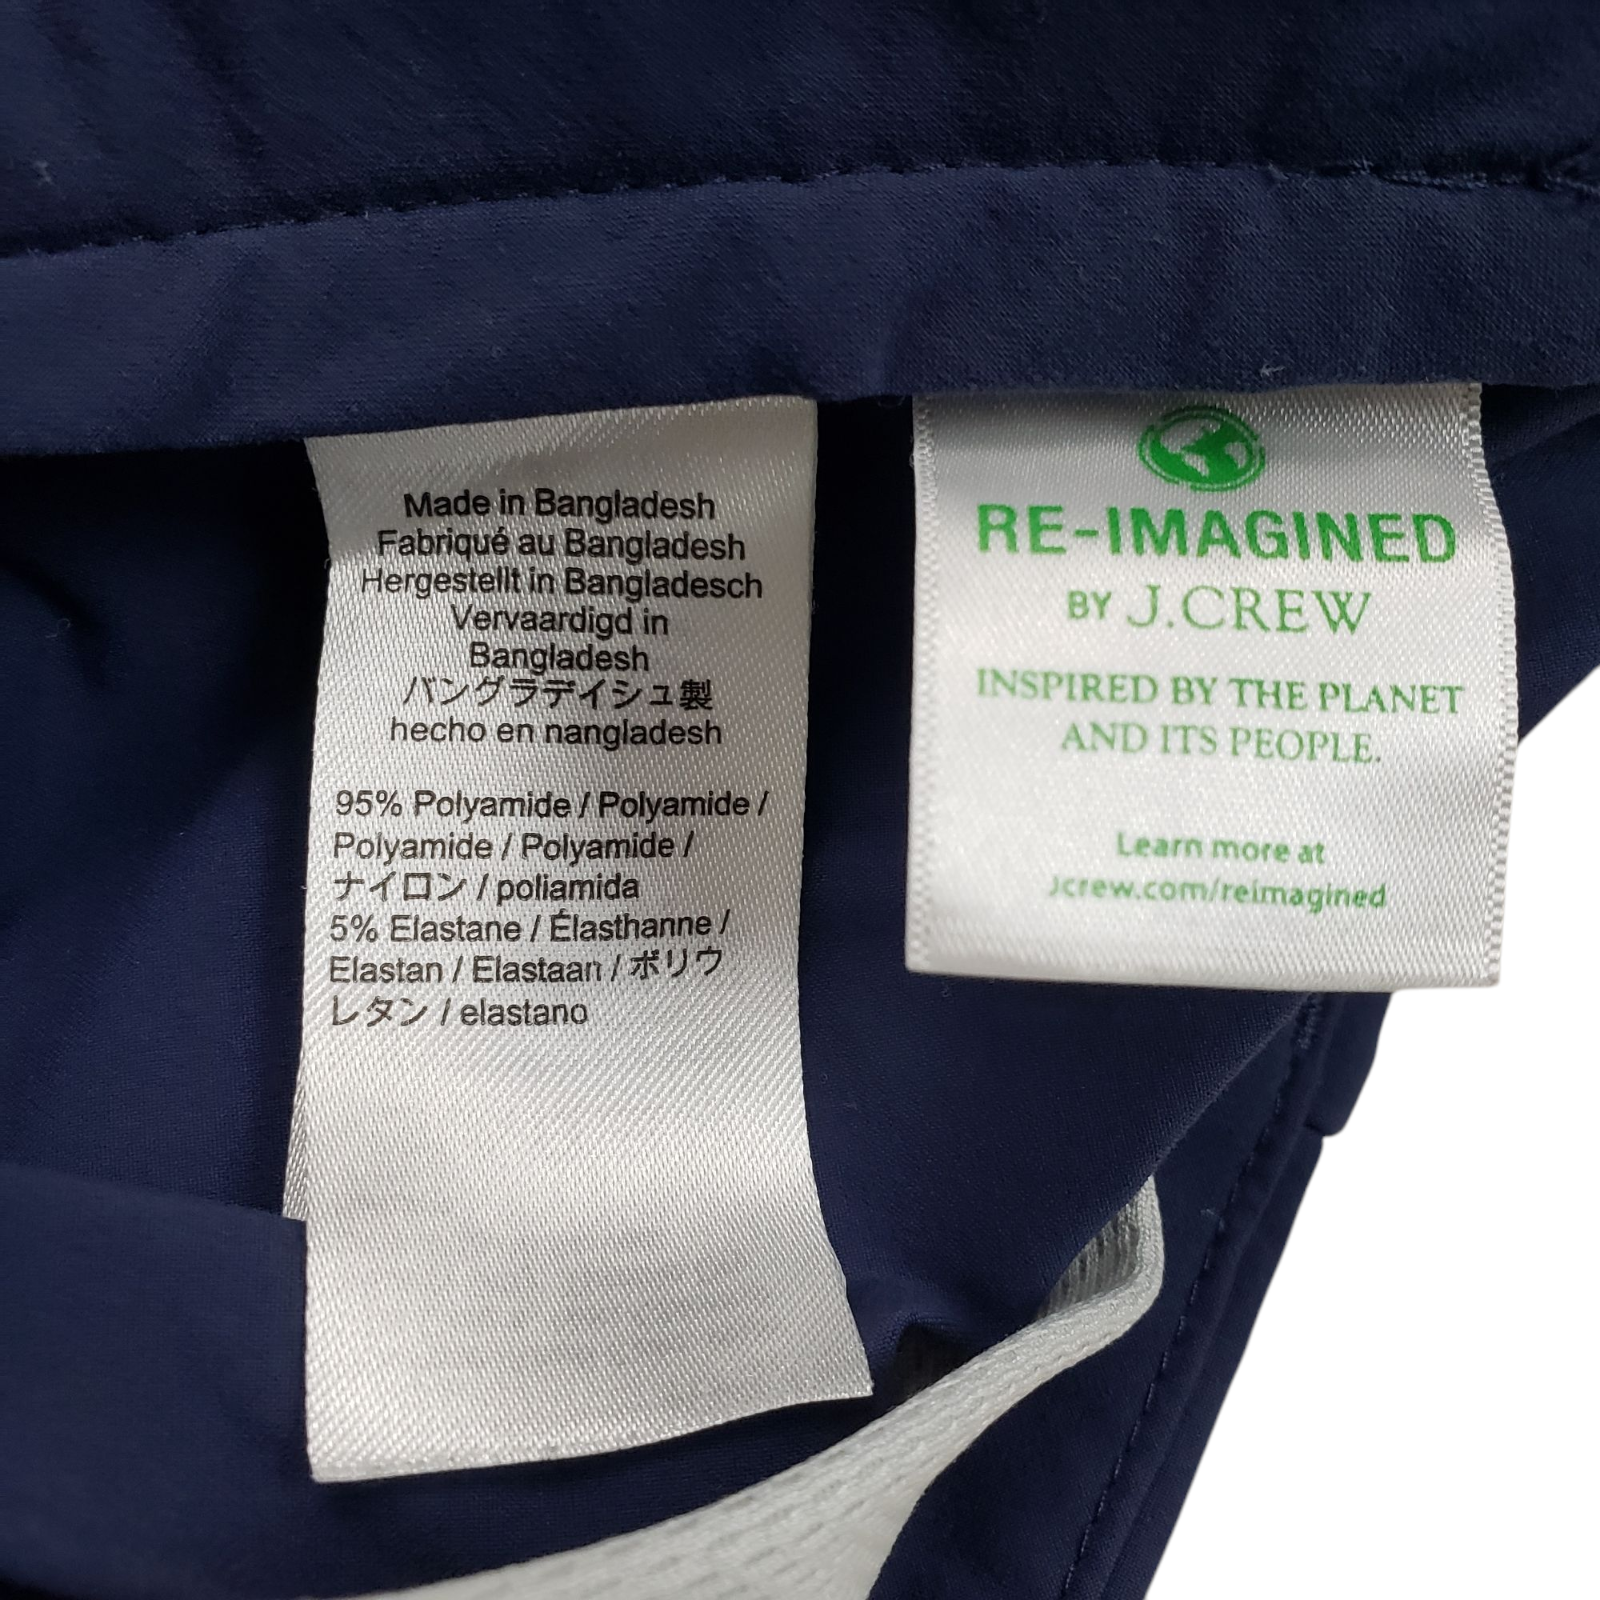 Made in Bangladesh
Fabriqué au Bangladesh
Hergestellt in Bangladesch
Vervaardigd in
Bangladesh
バングラデイシュ製
hecho en nangladesh
95% Polyamide / Polyamide /
Polyamide / Polyamide /
ナイロン / poliamida
5% Elastane / Élasthanne /
Elastan / Elastaan / ポリウ
レタン / elastano
RE-IMAGINED
BY J.CREW
INSPIRED BY THE PLANET
AND ITS PEOPLE.
Learn more at
jcrew.com/reimagined